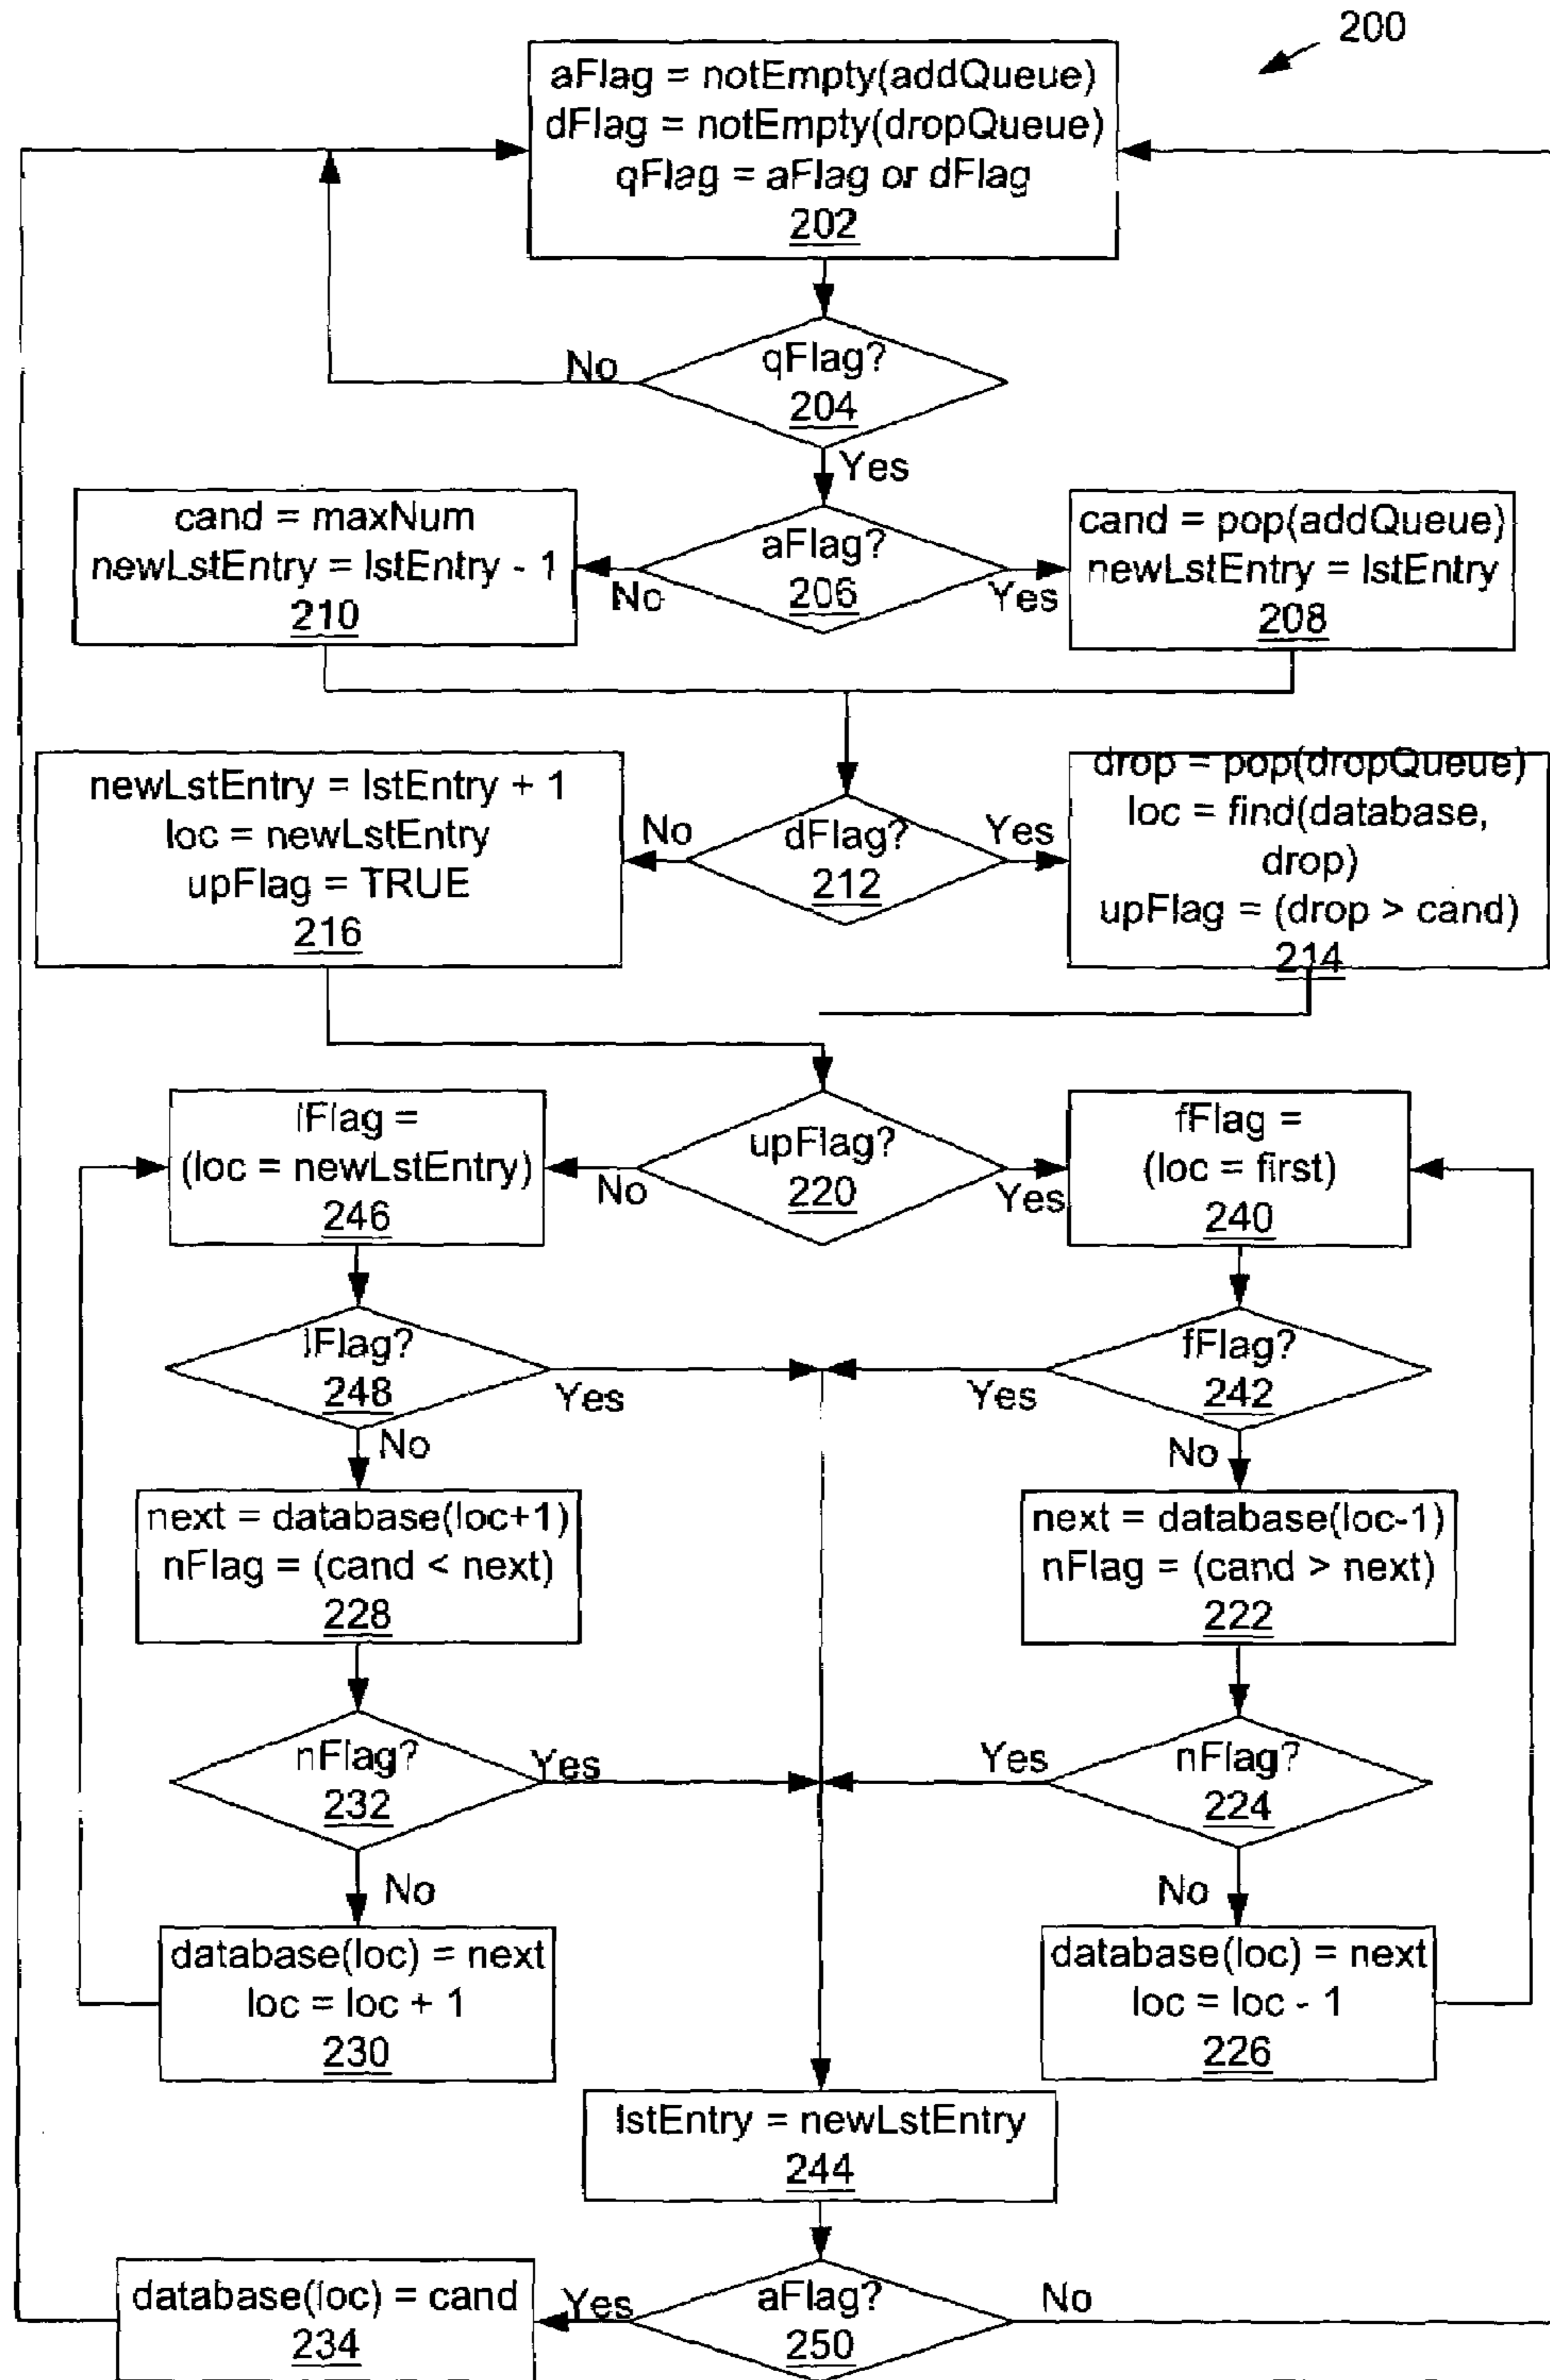 200
aFlag = notEmpty(addQueue)
dFlag = notEmpty(dropQueue)
qFlag = aFlag or dFlag
202
No
qFlag?
204
Yes
cand = maxNum
newLstEntry = lstEntry - 1
210
No
aFlag?
206
Yes
cand = pop(addQueue)
newLstEntry = lstEntry
208
newLstEntry = lstEntry + 1
loc = newLstEntry
upFlag = TRUE
216
No
dFlag?
212
Yes
drop = pop(dropQueue)
loc = find(database,
drop)
upFlag = (drop > cand)
214
lFlag =
(loc = newLstEntry)
246
No
upFlag?
220
Yes
fFlag =
(loc = first)
240
lFlag?
248
Yes
No
fFlag?
242
Yes
No
next = database(loc+1)
nFlag = (cand < next)
228
next = database(loc-1)
nFlag = (cand > next)
222
nFlag?
232
Yes
No
Yes
nFlag?
224
No
database(loc) = next
loc = loc + 1
230
database(loc) = next
loc = loc - 1
226
lstEntry = newLstEntry
244
database(loc) = cand
234
Yes
aFlag?
250
No